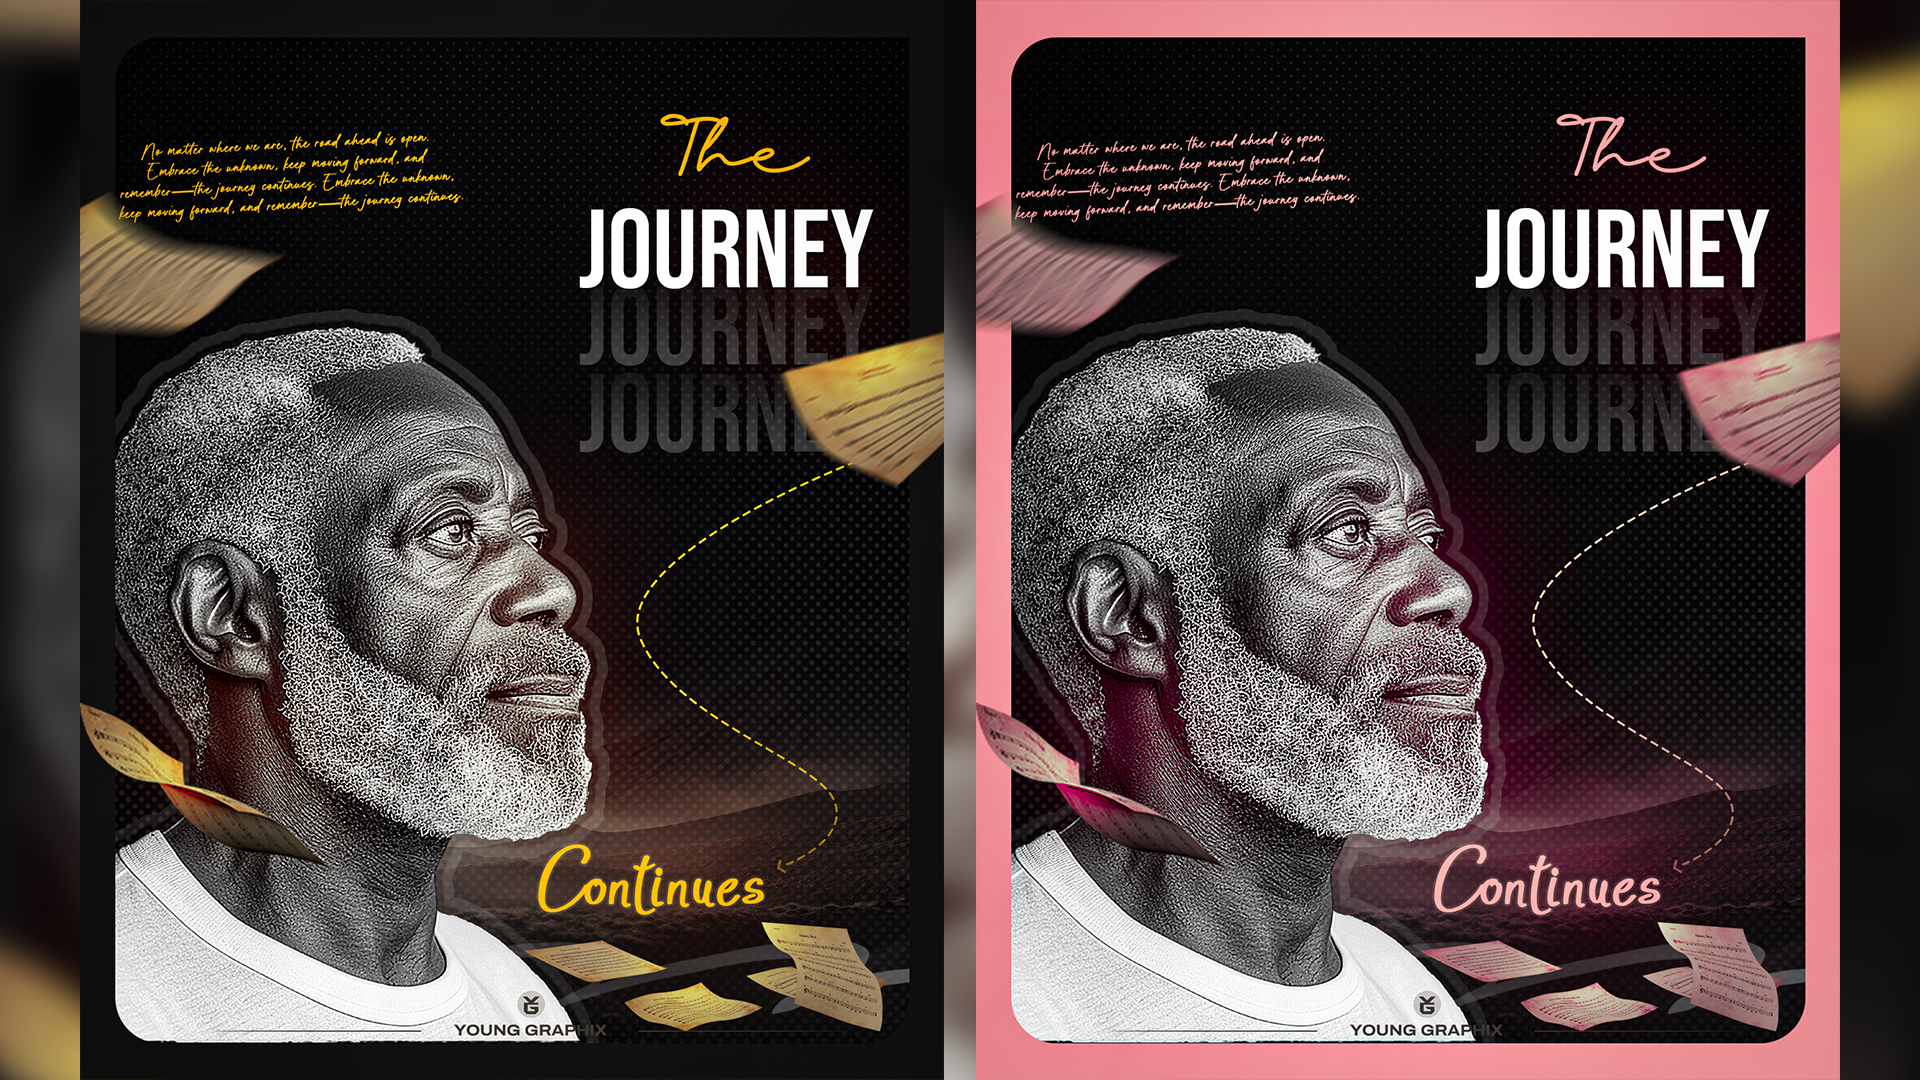 The
No matter where we are, the road ahead is open.
Embrace the unknown, keep moving forward, and
remember—the journey continues. Embrace the unknown,
keep moving forward, and remember—the journey continues.
JOURNEY
JOURNEY
JOURNE
Continues
YG
YOUNG GRAPHIX
The
No matter where we are, the road ahead is open.
Embrace the unknown, keep moving forward, and
remember—the journey continues. Embrace the unknown,
keep moving forward, and remember—the journey continues.
JOURNEY
JOURNEY
JOURNE
Continues
YG
YOUNG GRAPHIX